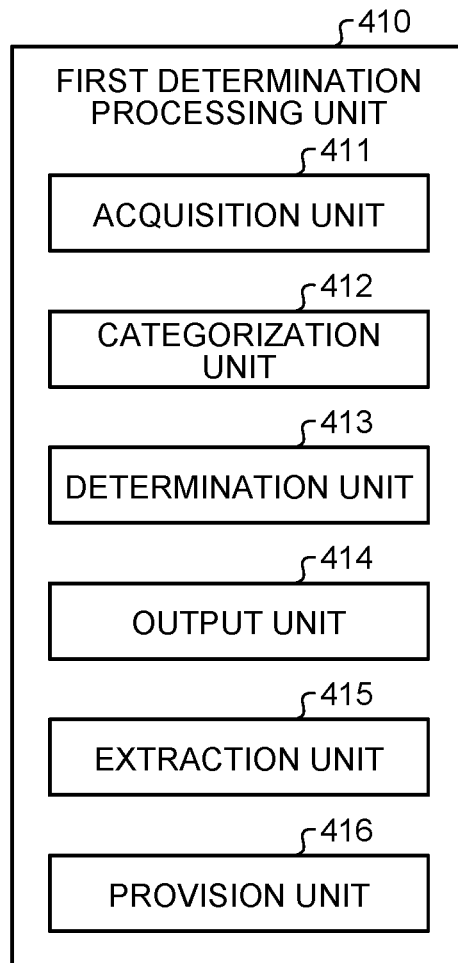 410
FIRST DETERMINATION
PROCESSING UNIT
411
ACQUISITION UNIT
412
CATEGORIZATION
UNIT
413
DETERMINATION UNIT
414
OUTPUT UNIT
415
EXTRACTION UNIT
416
PROVISION UNIT